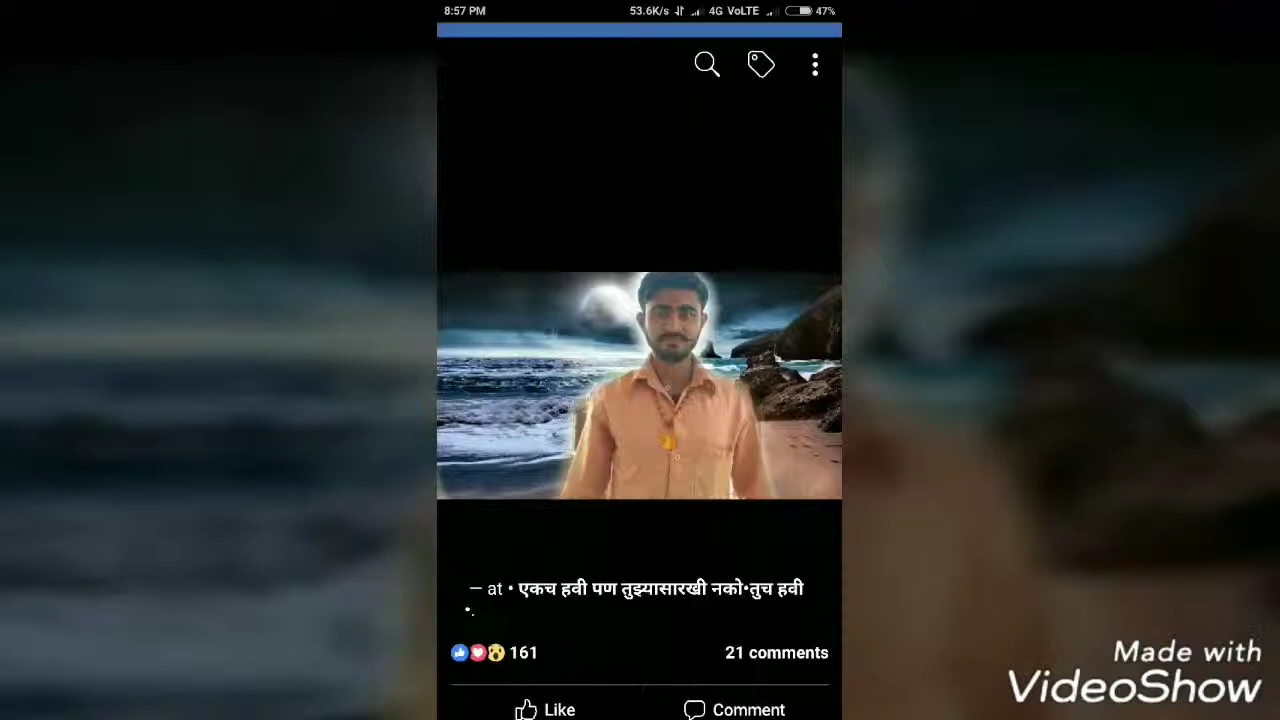 8:57 PM 53.6K/s 4G VoLTE 47%
— at • एकच हवी पण तुझ्यासारखी नको•तुच हवी
•.
161 21 comments
Like Comment
Made with
VideoShow